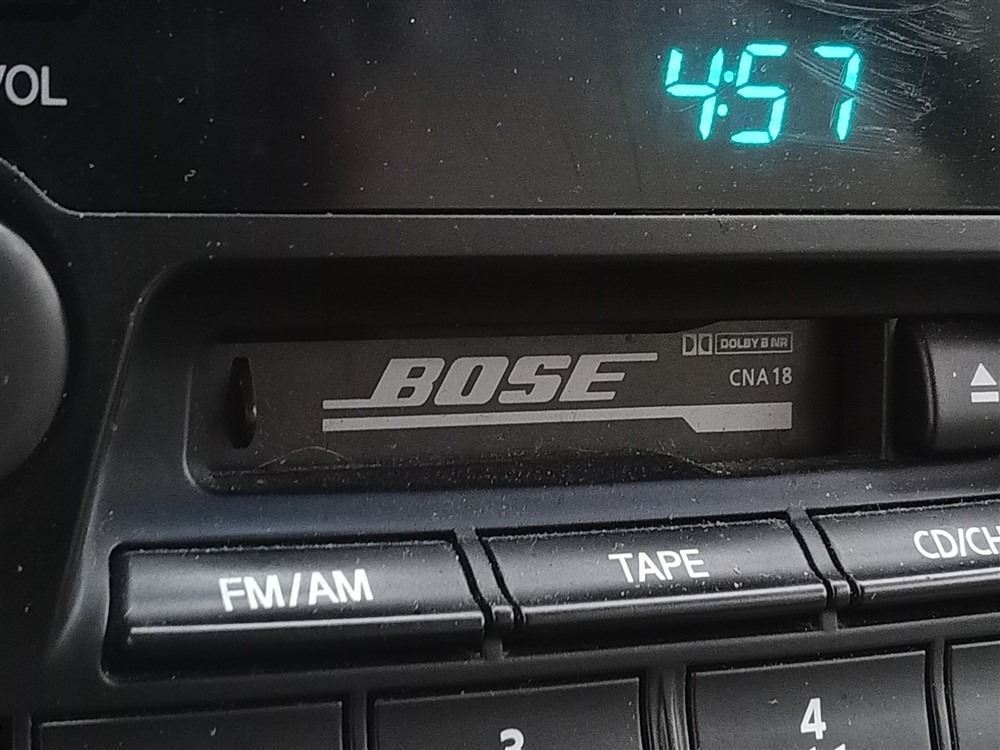 VOL
4:57
BOSE
DOLBY B NR
CNA18
FM/AM
TAPE
CD/CH
3
4